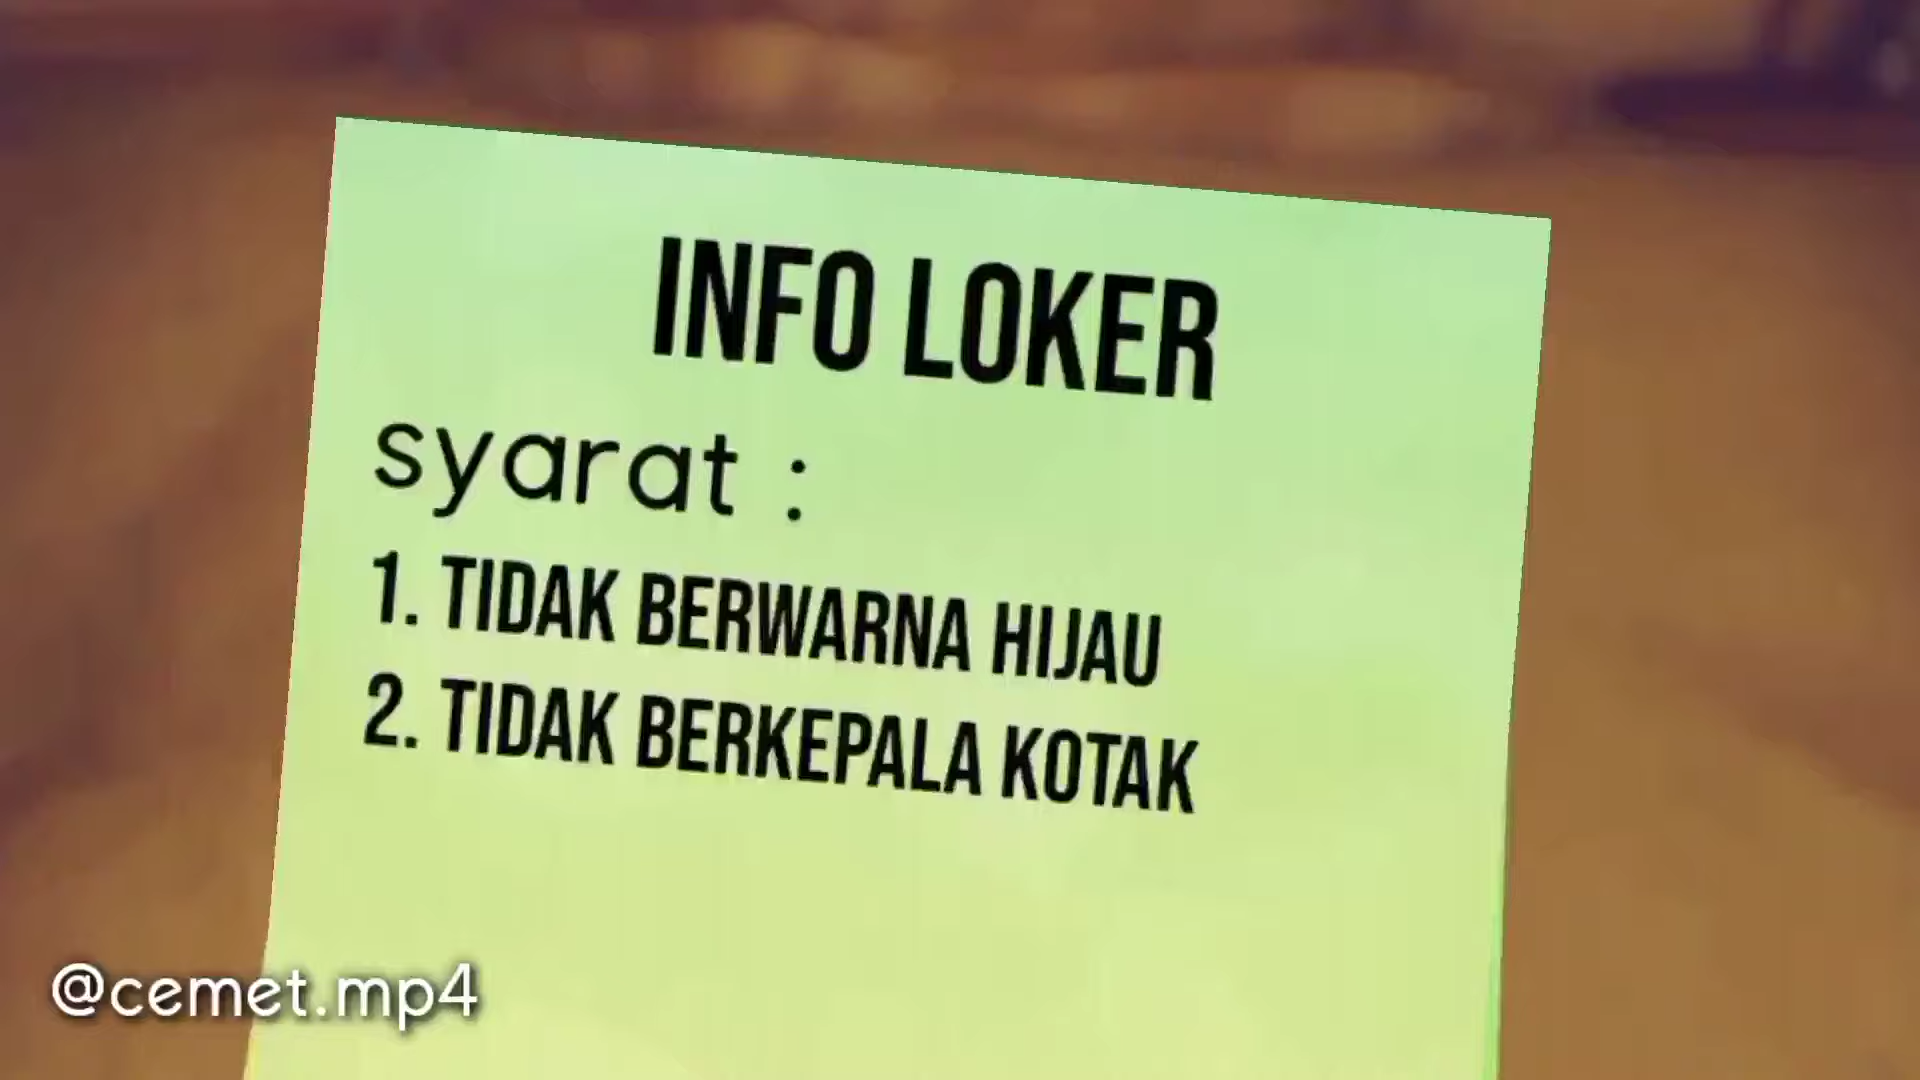 INFO LOKER
syarat :
1. TIDAK BERWARNA HIJAU
2. TIDAK BERKEPALA KOTAK
@cemet.mp4